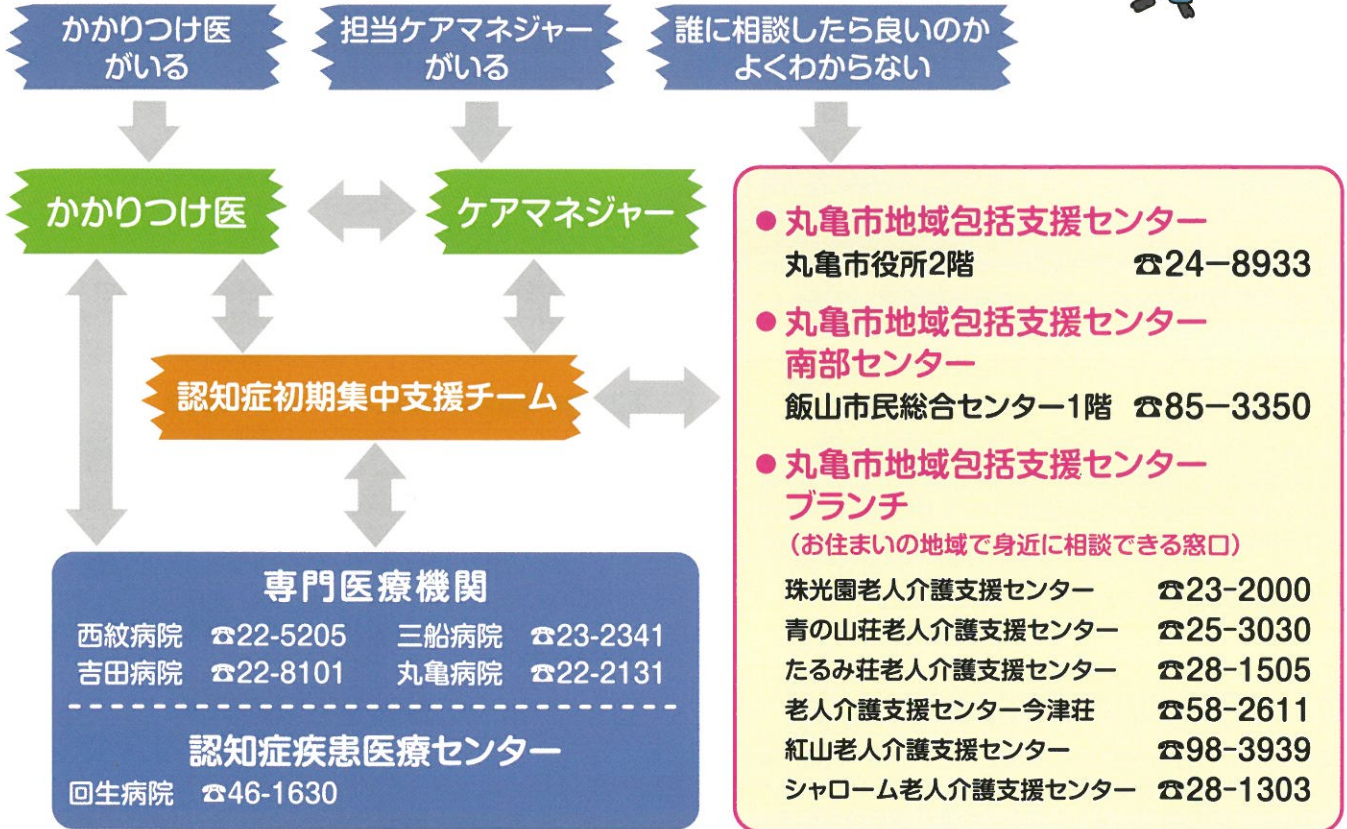 かかりつけ医
がいる
担当ケアマネジャー
がいる
誰に相談したら良いのか
よくわからない
かかりつけ医
ケアマネジャー
認知症初期集中支援チーム
専門医療機関
西紋病院 ☎22-5205 三船病院 ☎23-2341
吉田病院 ☎22-8101 丸亀病院 ☎22-2131
認知症疾患医療センター
回生病院 ☎46-1630
●丸亀市地域包括支援センター
丸亀市役所2階 ☎24−8933
●丸亀市地域包括支援センター
南部センター
飯山市民総合センター1階 ☎85−3350
●丸亀市地域包括支援センター
ブランチ
（お住まいの地域で身近に相談できる窓口）
珠光園老人介護支援センター ☎23-2000
青の山荘老人介護支援センター ☎25-3030
たるみ荘老人介護支援センター ☎28-1505
老人介護支援センター今津荘 ☎58-2611
紅山老人介護支援センター ☎98-3939
シャローム老人介護支援センター ☎28-1303